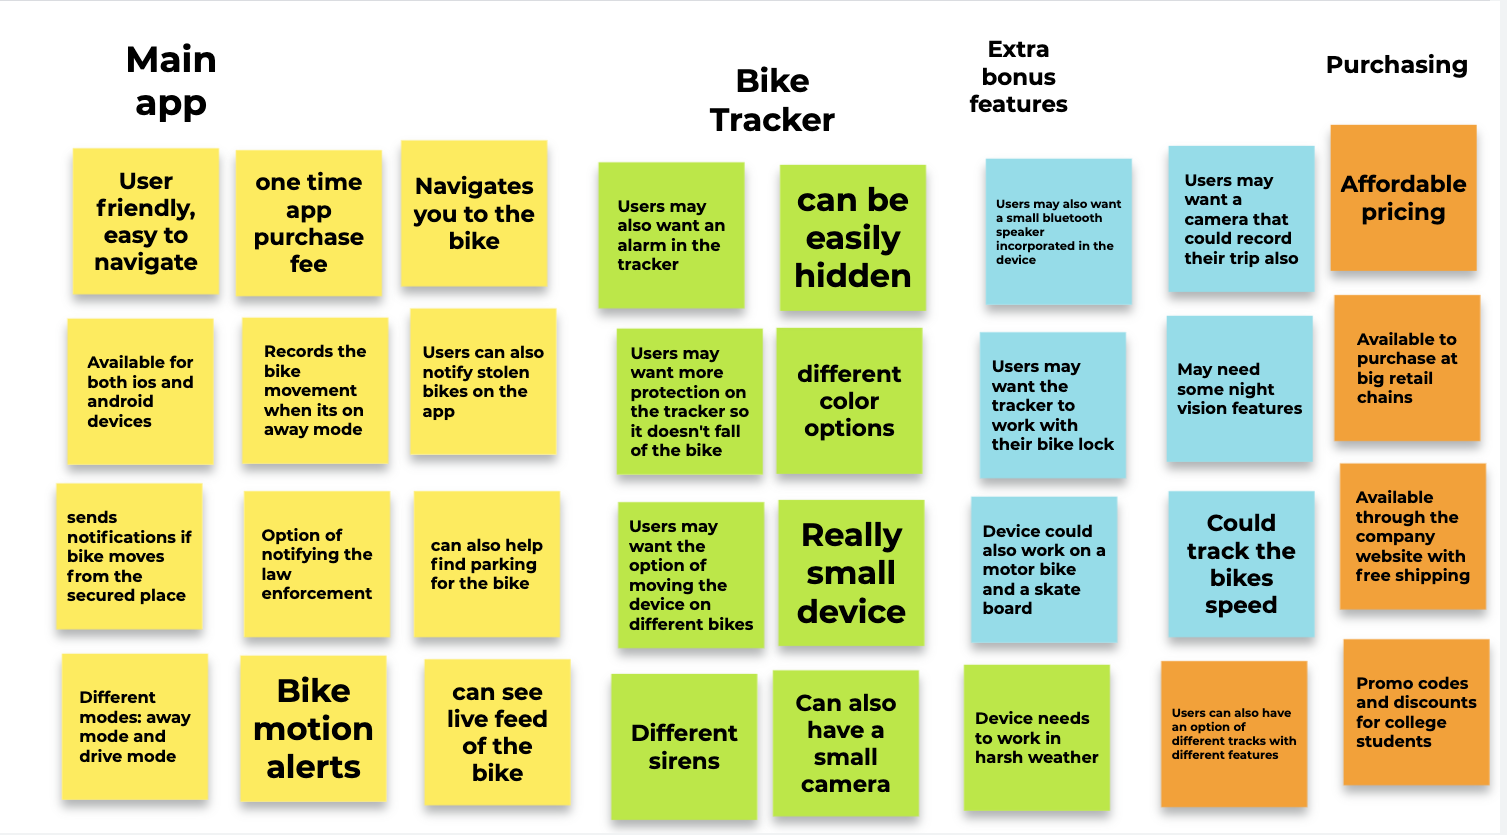 Main
app
User
friendly,
easy to
navigate
one time
app
purchase
fee
Navigates
you to the
bike
Available for
both ios and
android
devices
Records the
bike
movement
when its on
away mode
Users can also
notify stolen
bikes on the
app
sends
notifications if
bike moves
from the
secured place
Option of
notifying the
law
enforcement
can also help
find parking
for the bike
Different
modes: away
mode and
drive mode
Bike
motion
alerts
can see
live feed
of the
bike
Bike
Tracker
Users may
also want an
alarm in the
tracker
can be
easily
hidden
Users may
want more
protection on
the tracker so
it doesn't fall
of the bike
different
color
options
Users may
want the
option of
moving the
device on
different bikes
Really
small
device
Different
sirens
Can also
have a
small
camera
Device needs
to work in
harsh weather
Extra
bonus
features
Users may also want
a small bluetooth
speaker
incorporated in the
device
Users may
want a
camera that
could record
their trip also
Users may
want the
tracker to
work with
their bike lock
May need
some night
vision features
Device could
also work on a
motor bike
and a skate
board
Could
track the
bikes
speed
Purchasing
Affordable
pricing
Available to
purchase at
big retail
chains
Available
through the
company
website with
free shipping
Users can also have
an option of
different tracks with
different features
Promo codes
and discounts
for college
students